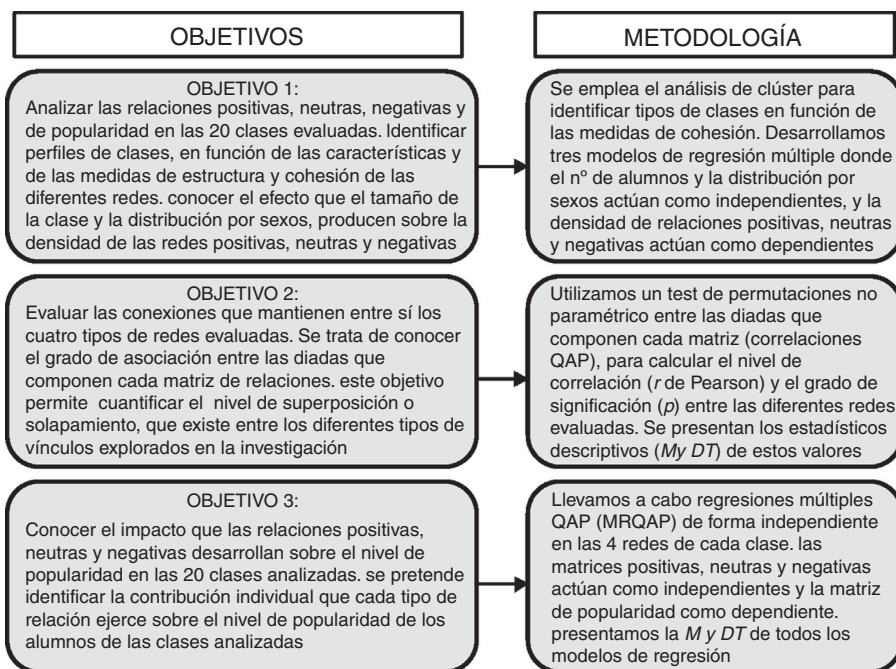 OBJETIVOS
METODOLOGÍA
OBJETIVO 1:
Analizar las relaciones positivas, neutras, negativas y
de popularidad en las 20 clases evaluadas. Identificar
perfiles de clases, en función de las características y
de las medidas de estructura y cohesión de las
diferentes redes. conocer el efecto que el tamaño de
la clase y la distribución por sexos, producen sobre la
densidad de las redes positivas, neutras y negativas
Se emplea el análisis de clúster para
identificar tipos de clases en función de
las medidas de cohesión. Desarrollamos
tres modelos de regresión múltiple donde
el nº de alumnos y la distribución por
sexos actúan como independientes, y la
densidad de relaciones positivas, neutras
y negativas actúan como dependientes
OBJETIVO 2:
Evaluar las conexiones que mantienen entre sí los
cuatro tipos de redes evaluadas. Se trata de conocer
el grado de asociación entre las diadas que
componen cada matriz de relaciones. este objetivo
permite cuantificar el nivel de superposición o
solapamiento, que existe entre los diferentes tipos de
vínculos explorados en la investigación
Utilizamos un test de permutaciones no
paramétrico entre las diadas que
componen cada matriz (correlaciones
QAP), para calcular el nivel de
correlación (r de Pearson) y el grado de
significación (p) entre las diferentes redes
evaluadas. Se presentan los estadísticos
descriptivos (My DT) de estos valores
OBJETIVO 3:
Conocer el impacto que las relaciones positivas,
neutras y negativas desarrollan sobre el nivel de
popularidad en las 20 clases analizadas. se pretende
identificar la contribución individual que cada tipo de
relación ejerce sobre el nivel de popularidad de los
alumnos de las clases analizadas
Llevamos a cabo regresiones múltiples
QAP (MRQAP) de forma independiente
en las 4 redes de cada clase. las
matrices positivas, neutras y negativas
actúan como independientes y la matriz
de popularidad como dependiente.
presentamos la M y DT de todos los
modelos de regresión